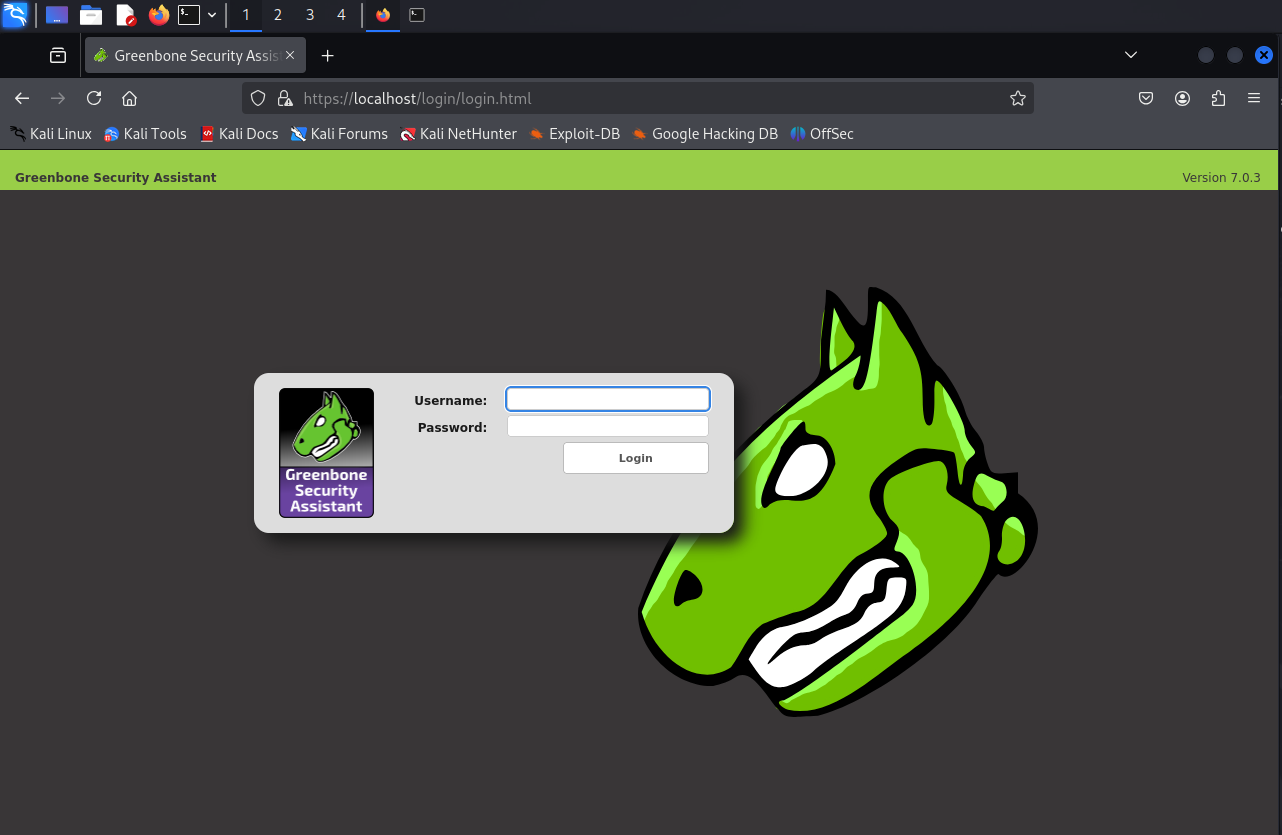 1 2 3 4
Greenbone Security Assis
https://localhost/login/login.html
Kali Linux Kali Tools Kali Docs Kali Forums Kali NetHunter Exploit-DB Google Hacking DB OffSec
Greenbone Security Assistant Version 7.0.3
Username:
Password:
Login
Greenbone
Security
Assistant